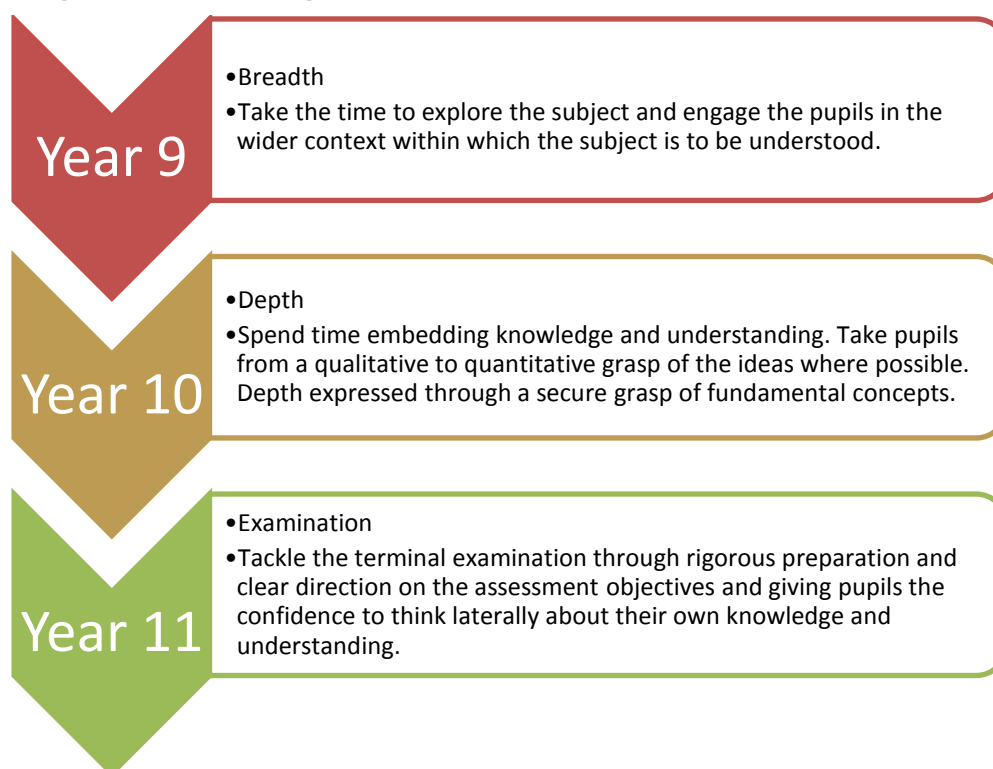 Year 9
•Breadth
•Take the time to explore the subject and engage the pupils in the
wider context within which the subject is to be understood.
Year 10
•Depth
•Spend time embedding knowledge and understanding. Take pupils
from a qualitative to quantitative grasp of the ideas where possible.
Depth expressed through a secure grasp of fundamental concepts.
Year 11
•Examination
•Tackle the terminal examination through rigorous preparation and
clear direction on the assessment objectives and giving pupils the
confidence to think laterally about their own knowledge and
understanding.